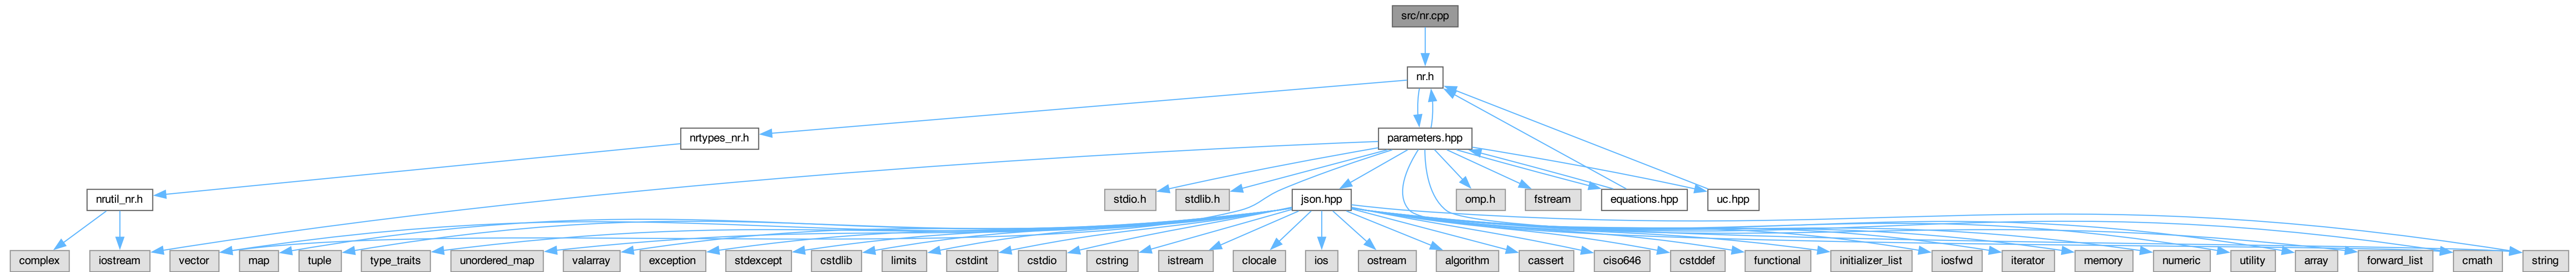 src/nr.cpp
nr.h
nrtypes_nr.h
parameters.hpp
nrutil_nr.h
stdio.h
stdlib.h
json.hpp
omp.h
fstream
equations.hpp
uc.hpp
complex
iostream
vector
map
tuple
type_traits
unordered_map
valarray
exception
stdexcept
cstdlib
limits
cstdint
cstdio
cstring
istream
clocale
ios
ostream
algorithm
cassert
ciso646
cstddef
functional
initializer_list
iosfwd
iterator
memory
numeric
utility
array
forward_list
cmath
string